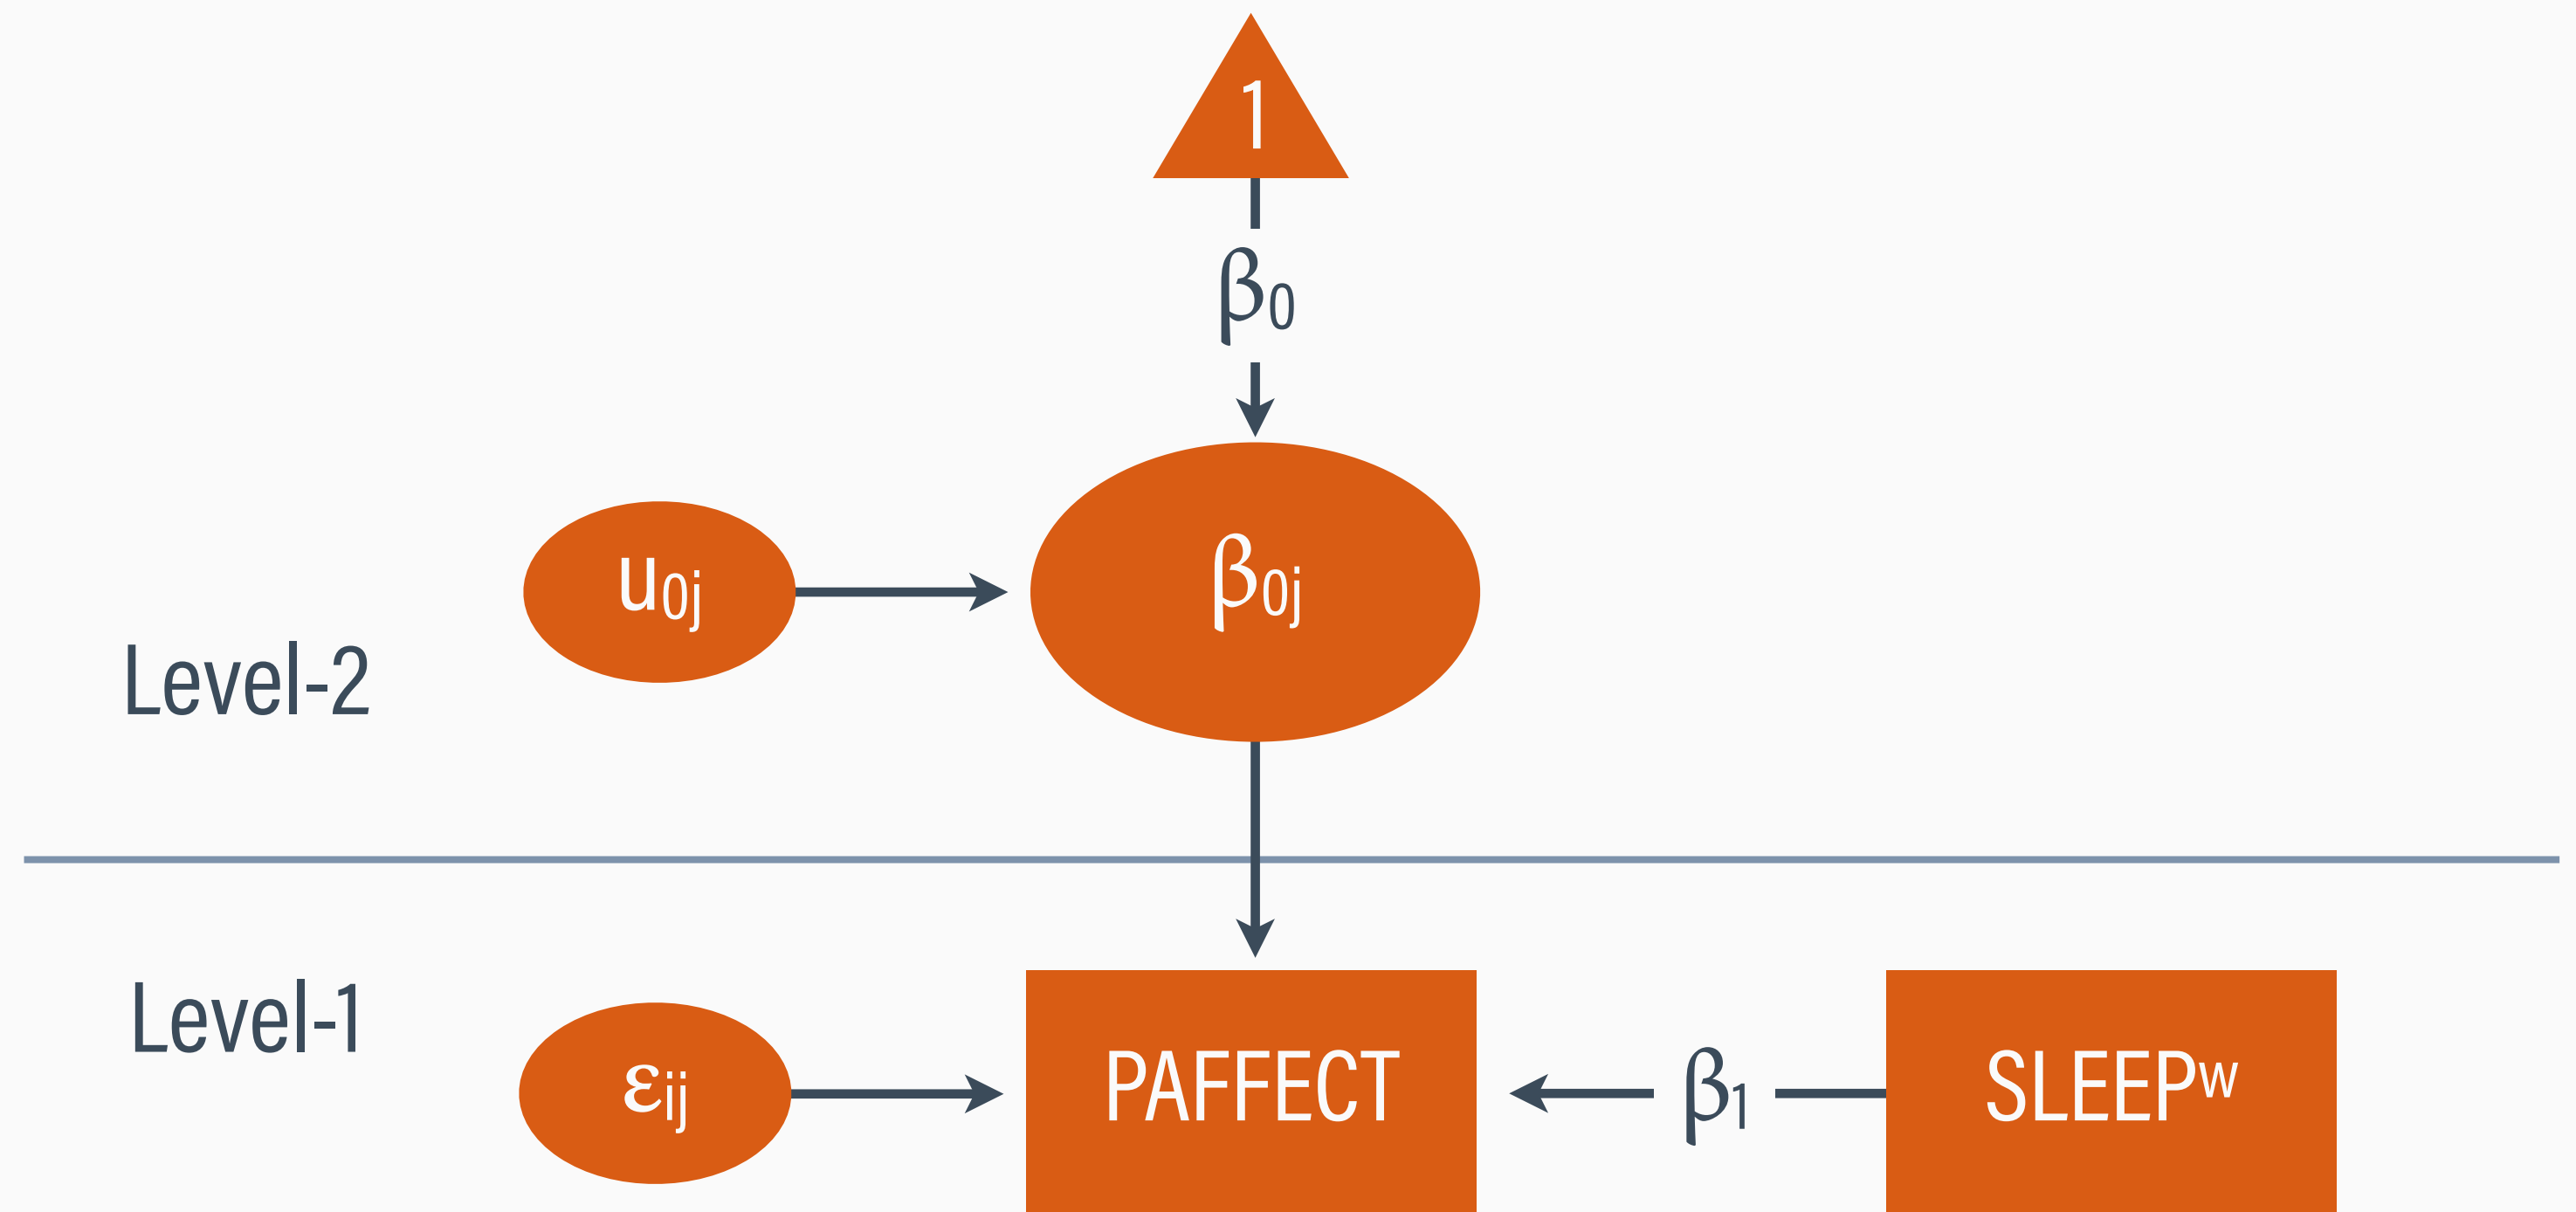 1
β₀
u₀ⱼ
β₀ⱼ
Level-2
Level-1
εᵢⱼ
PAFFECT
β₁
SLEEPʷ